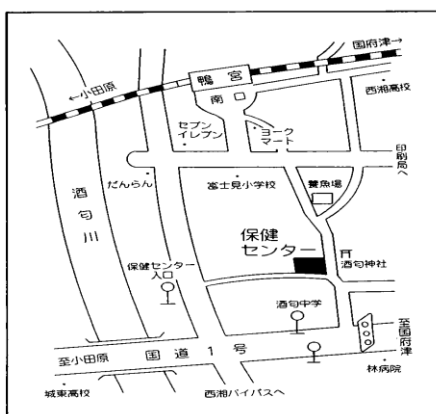 国府津→
←小田原
鴨宮
南
西湘高校
セブン
イレブン
ヨーク
マート
印刷局へ
だんらん
富士見小学校
養魚場
酒匂川
保健
センター
保健センター
入口
酒匂神社
酒匂中学
至小田原
国道1号
至国府津
城東高校
西湘バイパスへ
林病院